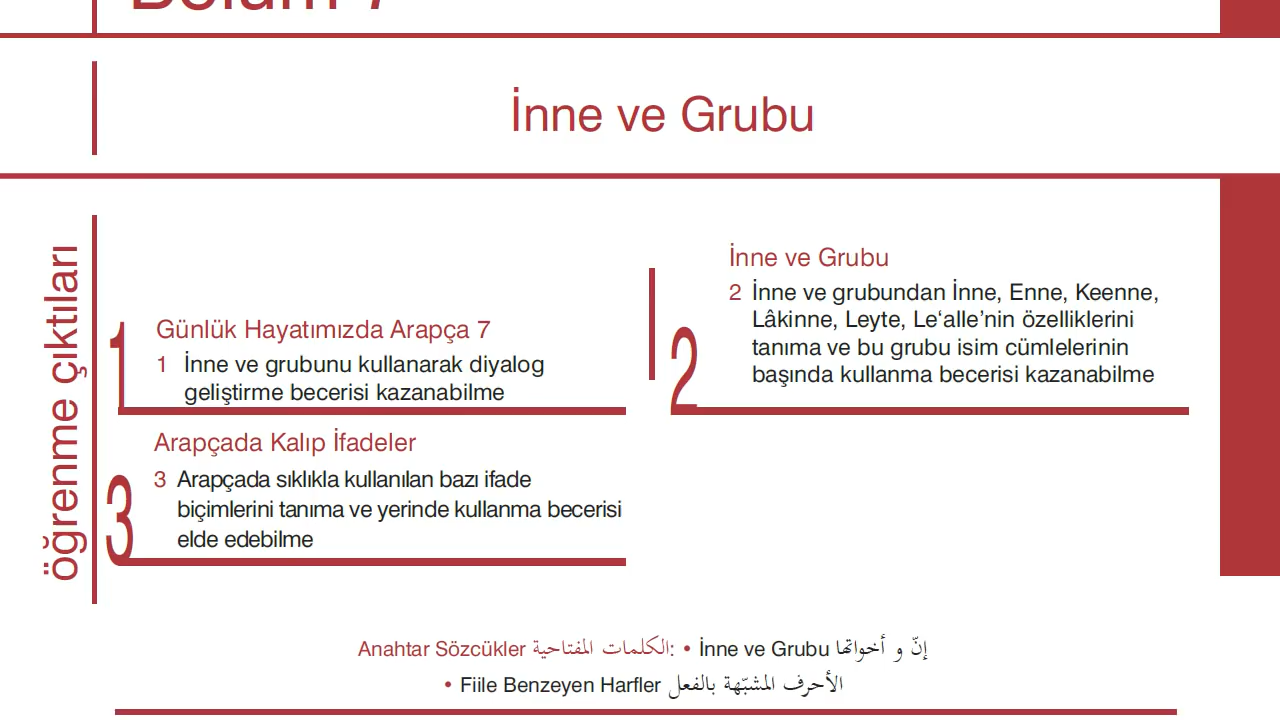 Bölüm 7
İnne ve Grubu
öğrenme çıktıları
1
Günlük Hayatımızda Arapça 7
1 İnne ve grubunu kullanarak diyalog
geliştirme becerisi kazanabilme
2
İnne ve Grubu
2 İnne ve grubundan İnne, Enne, Keenne,
Lâkinne, Leyte, Le‘alle’nin özelliklerini
tanıma ve bu grubu isim cümlelerinin
başında kullanma becerisi kazanabilme
3
Arapçada Kalıp İfadeler
3 Arapçada sıklıkla kullanılan bazı ifade
biçimlerini tanıma ve yerinde kullanma becerisi
elde edebilme
Anahtar Sözcükler الكلمات المفتاحية: • İnne ve Grubu إنّ و أخواتها
• Fiile Benzeyen Harfler الأحرف المشبّهة بالفعل